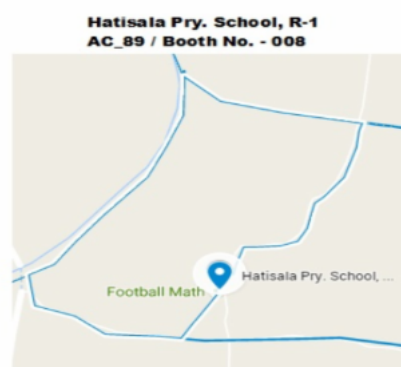 Hatisala Pry. School, R-1
AC_89 / Booth No. - 008
Hatisala Pry. School, ...
Football Math